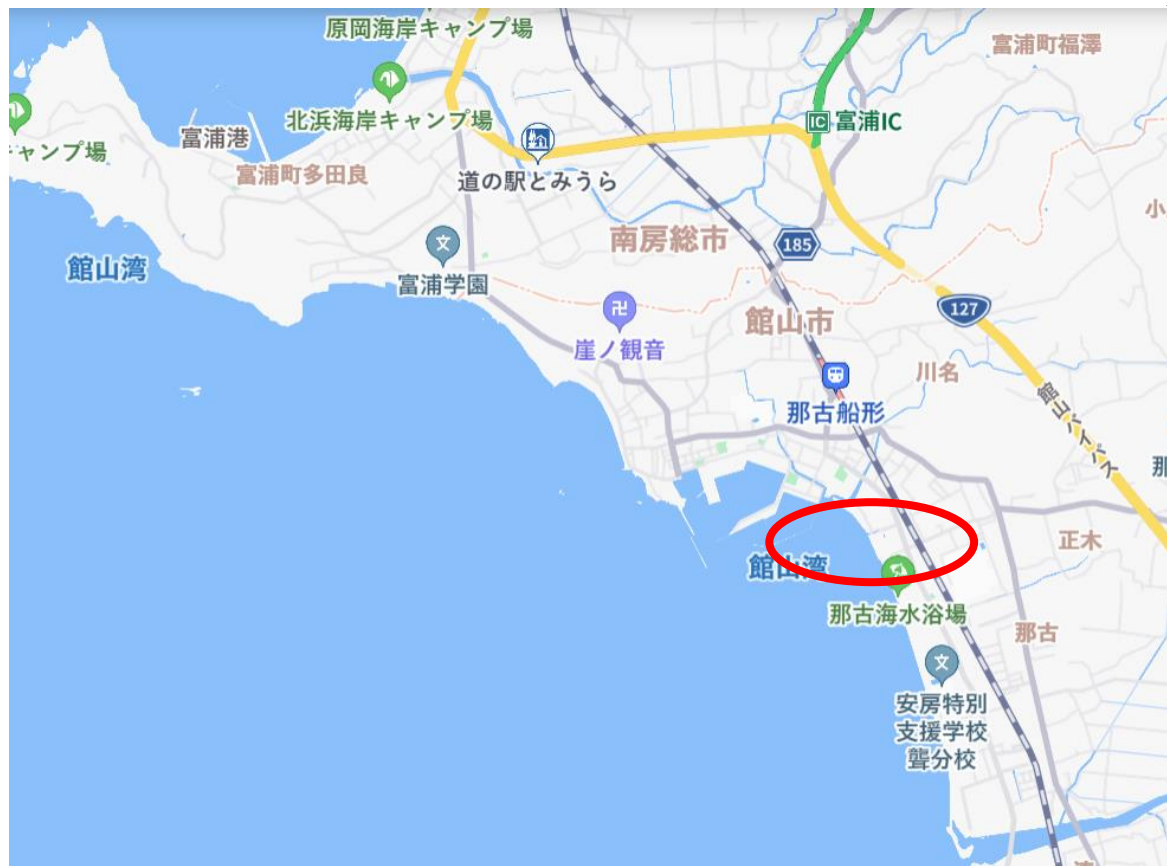 原岡海岸キャンプ場
富浦町福澤
北浜海岸キャンプ場
IC 富浦IC
富浦港
ャンプ場
富浦町多田良
道の駅とみうら
小
文
185
南房総市
館山湾
富浦学園
卍
127
館山市
崖ノ観音
川名
館山バイパス
那古船形
那
正木
館山湾
那古海水浴場
那古
文
安房特別
支援学校
聾分校